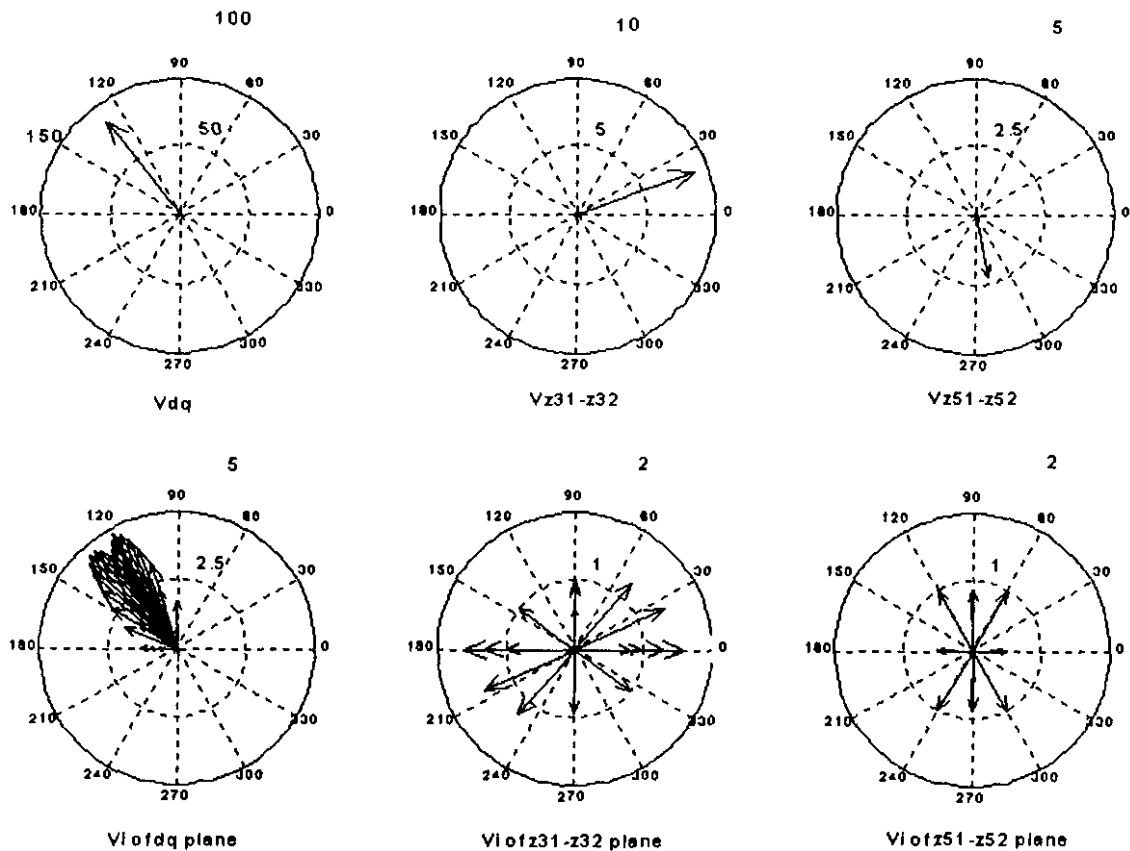 100 10 5
90 90 90
120 60 120 60 120 60
50 5 2.5
150 30 150 30 150 30
180 0 180 0 180 0
210 330 210 330 210 330
240 300 240 300 240 300
270 270 270
Vdq Vz31-z32 Vz51-z52
5 2 2
90 90 90
120 60 120 60 120 60
2.5 1 1
150 30 150 30 150 30
180 0 180 0 180 0
210 330 210 330 210 330
240 300 240 300 240 300
270 270 270
Vi of dq plane Vi of z31-z32 plane Vi of z51-z52 plane